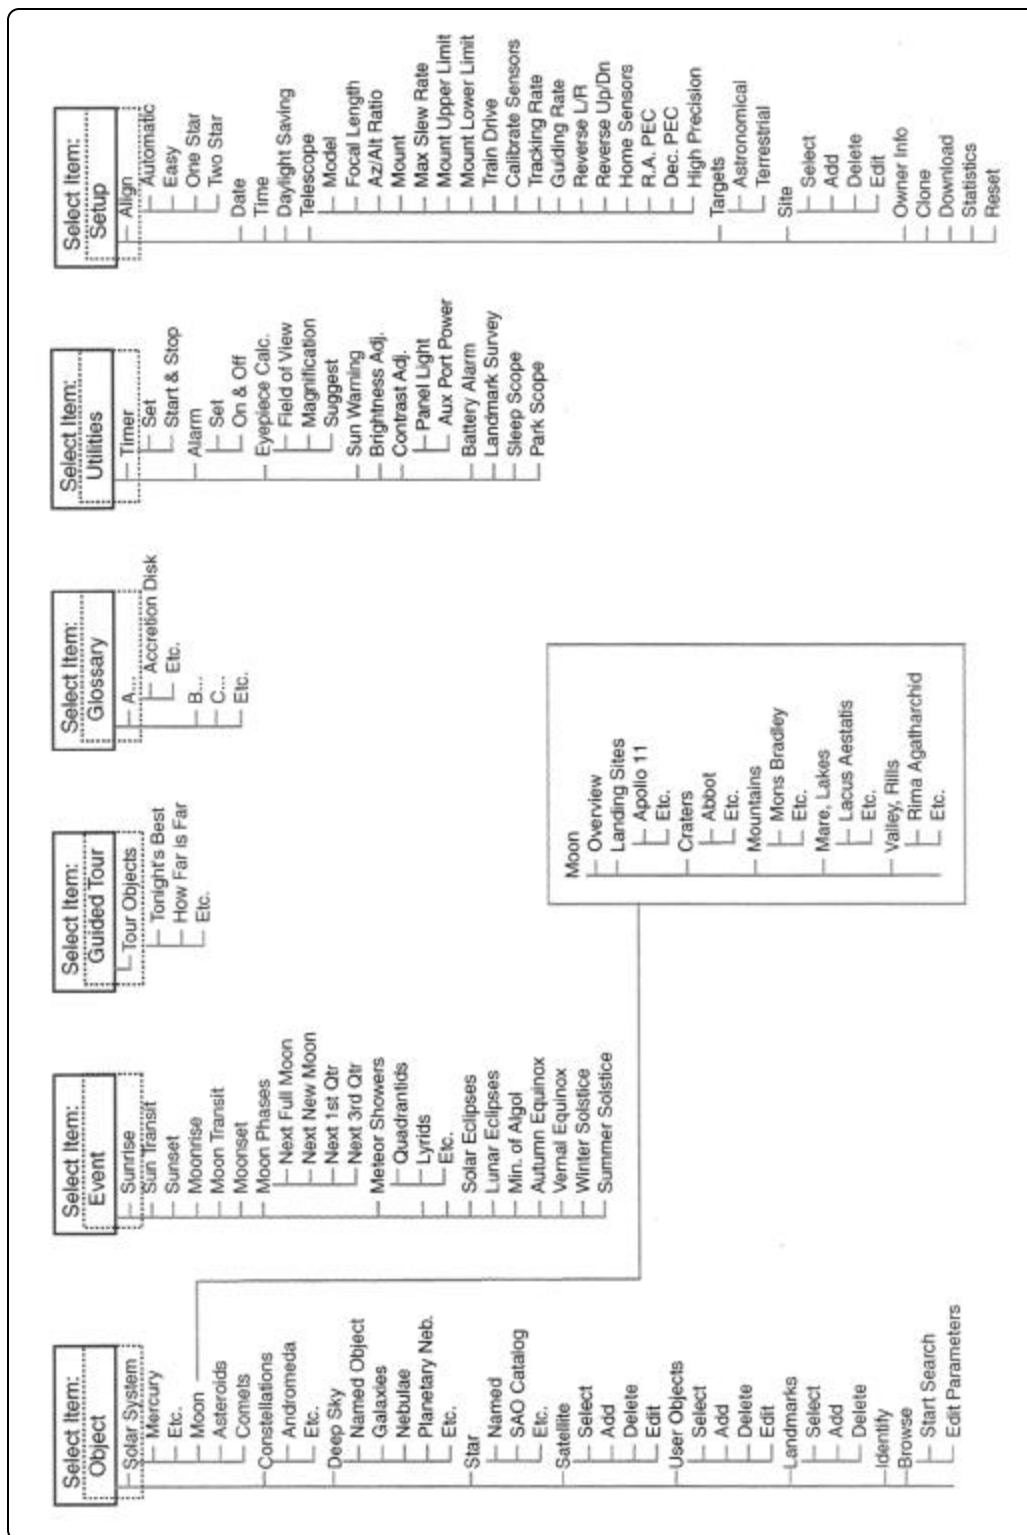 Select Item:
Object
Solar System
Mercury
Etc.
Moon
Asteroids
Comets
Constellations
Andromeda
Etc.
Deep Sky
Named Object
Galaxies
Nebulae
Planetary Neb.
Etc.
Star
Named
SAO Catalog
Etc.
Satellite
Select
Add
Delete
Edit
User Objects
Select
Add
Delete
Edit
Landmarks
Select
Add
Delete
Identify
Browse
Start Search
Edit Parameters
Select Item:
Event
Sunrise
Sun Transit
Sunset
Moonrise
Moon Transit
Moonset
Moon Phases
Next Full Moon
Next New Moon
Next 1st Qtr
Next 3rd Qtr
Meteor Showers
Quadrantids
Lyrids
Etc.
Solar Eclipses
Lunar Eclipses
Min. of Algol
Autumn Equinox
Vernal Equinox
Winter Solstice
Summer Solstice
Select Item:
Guided Tour
Tour Objects
Tonight's Best
How Far is Far
Etc.
Moon
Overview
Landing Sites
Apollo 11
Etc.
Craters
Abbot
Etc.
Mountains
Mons Bradley
Etc.
Mare, Lakes
Lacus Aestatis
Etc.
Valley, Rills
Rima Agatharchid
Etc.
Select Item:
Glossary
A...
Accretion Disk
Etc.
B...
C...
Etc.
Select Item:
Utilities
Timer
Set
Start & Stop
Alarm
Set
On & Off
Eyepiece Calc.
Field of View
Magnification
Suggest
Sun Warning
Brightness Adj.
Contrast Adj.
Panel Light
Aux Port Power
Battery Alarm
Landmark Survey
Sleep Scope
Park Scope
Select Item:
Setup
Align
Automatic
Easy
One Star
Two Star
Date
Time
Daylight Saving
Telescope
Model
Focal Length
Az/Alt Ratio
Mount
Max Slew Rate
Mount Upper Limit
Mount Lower Limit
Train Drive
Calibrate Sensors
Tracking Rate
Guiding Rate
Reverse L/R
Reverse Up/Dn
Home Sensors
R.A. PEC
Dec. PEC
High Precision
Targets
Astronomical
Terrestrial
Site
Select
Add
Delete
Edit
Owner Info
Clone
Download
Statistics
Reset